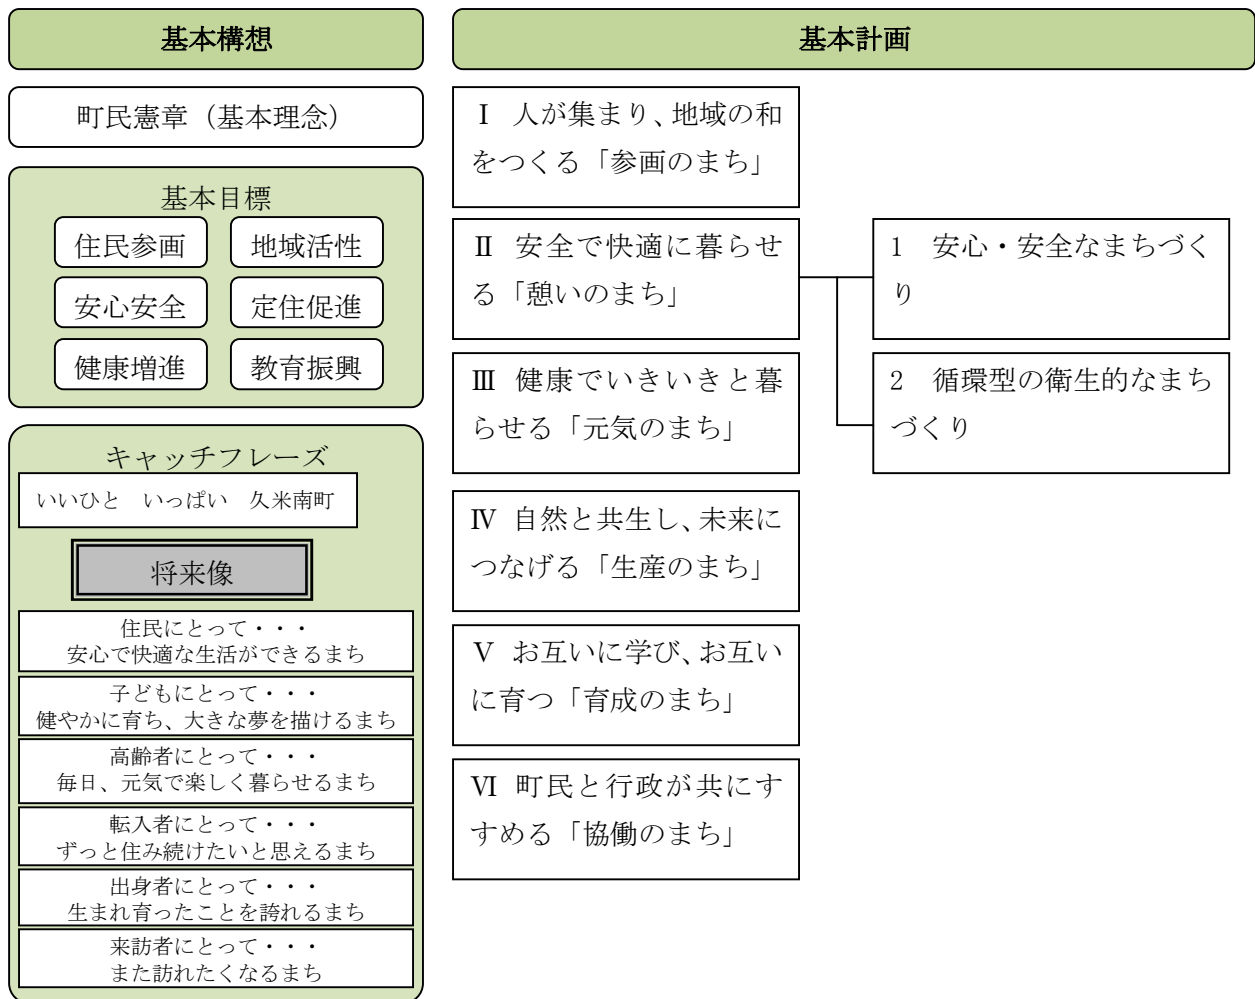 基本構想
町民憲章（基本理念）
基本目標
住民参画 地域活性
安心安全 定住促進
健康増進 教育振興
キャッチフレーズ
いいひと　いっぱい　久米南町
将来像
住民にとって・・・
安心で快適な生活ができるまち
子どもにとって・・・
健やかに育ち、大きな夢を描けるまち
高齢者にとって・・・
毎日、元気で楽しく暮らせるまち
転入者にとって・・・
ずっと住み続けたいと思えるまち
出身者にとって・・・
生まれ育ったことを誇れるまち
来訪者にとって・・・
また訪れたくなるまち
基本計画
Ⅰ 人が集まり、地域の和
をつくる「参画のまち」
Ⅱ 安全で快適に暮らせ
る「憩いのまち」
Ⅲ 健康でいきいきと暮
らせる「元気のまち」
Ⅳ 自然と共生し、未来に
つなげる「生産のまち」
Ⅴ お互いに学び、お互い
に育つ「育成のまち」
Ⅵ 町民と行政が共にす
すめる「協働のまち」
1　安心・安全なまちづく
り
2　循環型の衛生的なまち
づくり